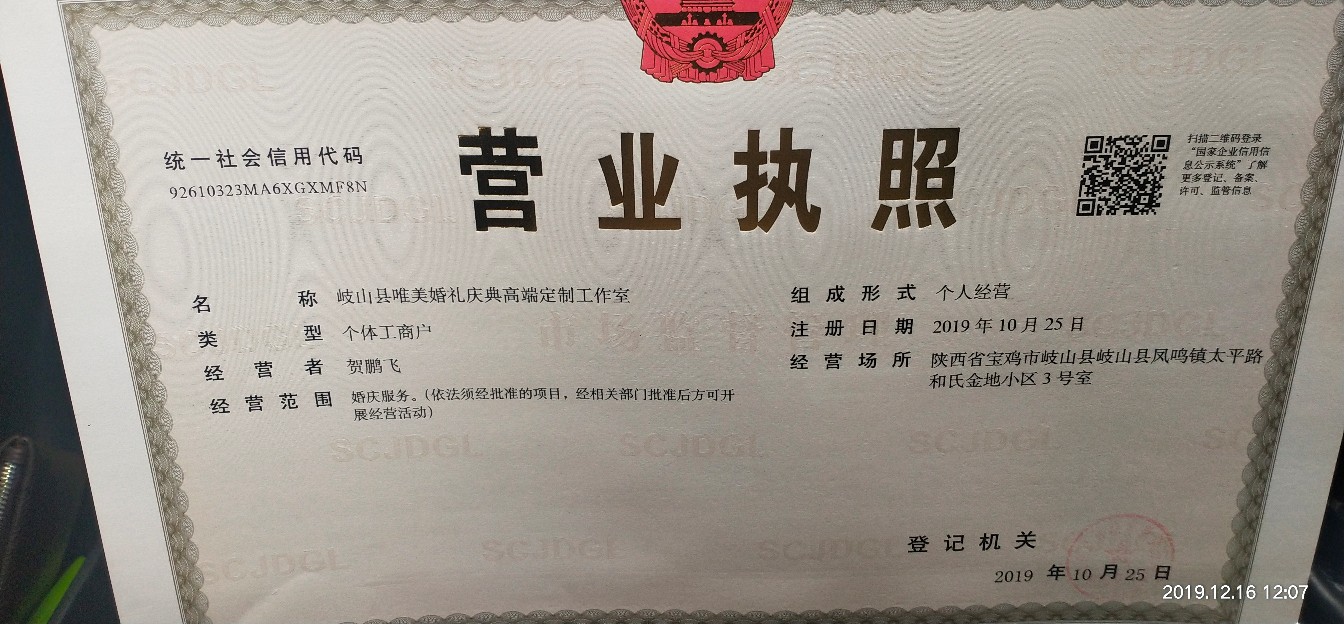 营业执照
统一社会信用代码
92610323MA6XGXMF8N
扫描二维码登录
“国家企业信用信
息公示系统”了解
更多登记、备案、
许可、监管信息
名称 岐山县唯美婚礼庆典高端定制工作室
类型 个体工商户
经营者 贺鹏飞
经营范围 婚庆服务。(依法须经批准的项目，经相关部门批准后方可开
展经营活动)
组成形式 个人经营
注册日期 2019年10月25日
经营场所 陕西省宝鸡市岐山县岐山县凤鸣镇太平路
和氏金地小区3号室
SCJDGL
登记机关
2019年10月25日
2019.12.16 12:07